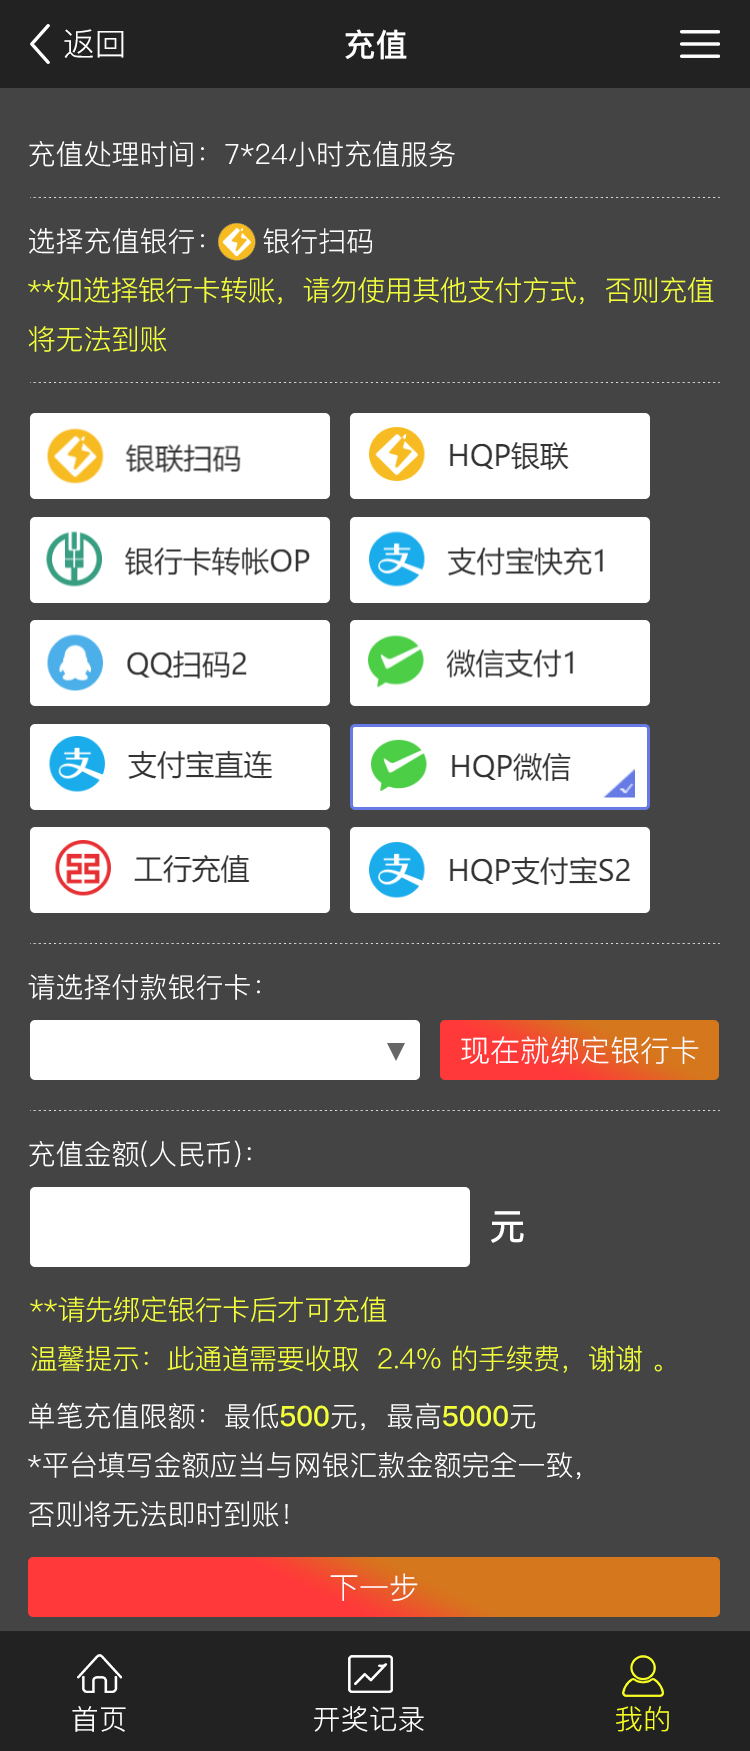 返回
充值
充值处理时间：7*24小时充值服务
选择充值银行：银行扫码
**如选择银行卡转账，请勿使用其他支付方式，否则充值
将无法到账
银联扫码
HQP银联
银行卡转帐OP
支付宝快充1
QQ扫码2
微信支付1
支付宝直连
HQP微信
工行充值
HQP支付宝S2
请选择付款银行卡：
现在就绑定银行卡
充值金额(人民币)：
元
**请先绑定银行卡后才可充值
温馨提示：此通道需要收取 2.4% 的手续费，谢谢 。
单笔充值限额：最低500元，最高5000元
*平台填写金额应当与网银汇款金额完全一致，
否则将无法即时到账！
下一步
首页
开奖记录
我的